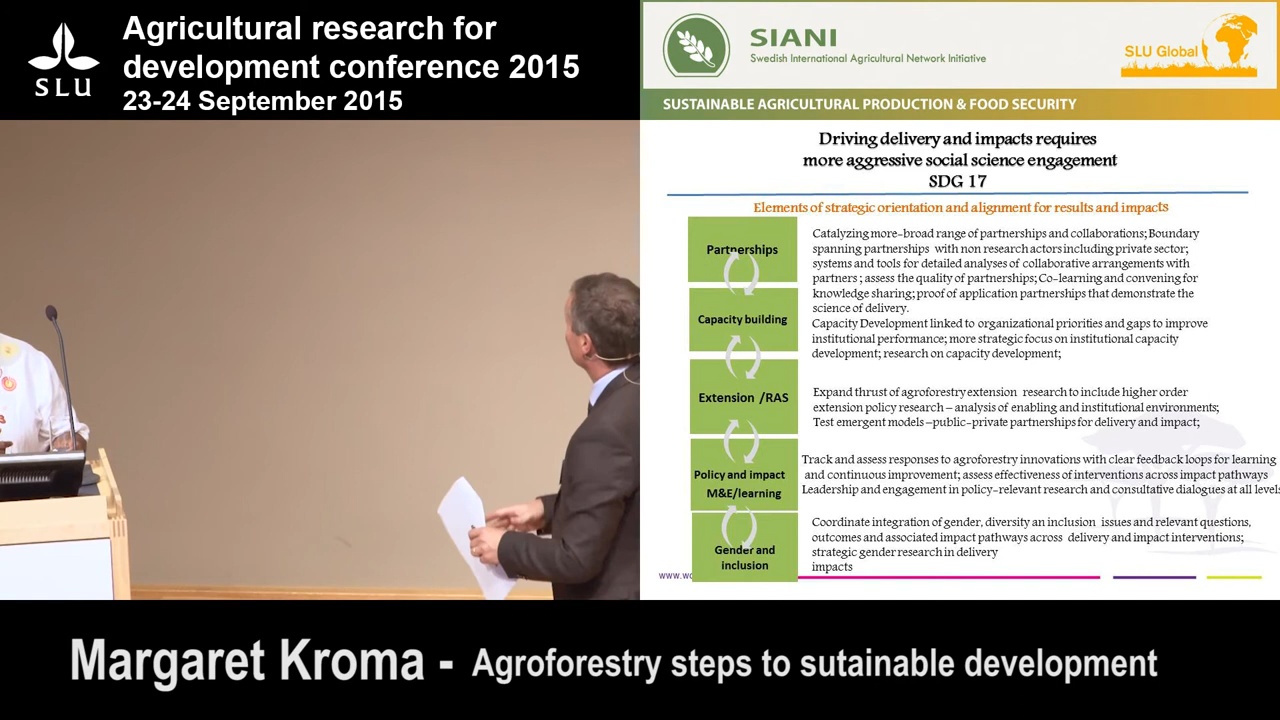 SLU
Agricultural research for
development conference 2015
23-24 September 2015
SIANI
Swedish International Agricultural Network Initiative
SLU Global
SUSTAINABLE AGRICULTURAL PRODUCTION & FOOD SECURITY
Driving delivery and impacts requires
more aggressive social science engagement
SDG 17
Elements of strategic orientation and alignment for results and impacts
Partnerships
Catalyzing more-broad range of partnerships and collaborations; Boundary
spanning partnerships with non research actors including private sector;
systems and tools for detailed analyses of collaborative arrangements with
partners ; assess the quality of partnerships; Co-learning and convening for
knowledge sharing; proof of application partnerships that demonstrate the
science of delivery.
Capacity building
Capacity Development linked to organizational priorities and gaps to improve
institutional performance; more strategic focus on institutional capacity
development; research on capacity development;
Extension /RAS
Expand thrust of agroforestry extension research to include higher order
extension policy research – analysis of enabling and institutional environments;
Test emergent models –public-private partnerships for delivery and impact;
Policy and impact
M&E/learning
Track and assess responses to agroforestry innovations with clear feedback loops for learning
and continuous improvement; assess effectiveness of interventions across impact pathways
Leadership and engagement in policy-relevant research and consultative dialogues at all levels
Gender and
inclusion
Coordinate integration of gender, diversity an inclusion issues and relevant questions,
outcomes and associated impact pathways across delivery and impact interventions;
strategic gender research in delivery
impacts
www.wo
Margaret Kroma - Agroforestry steps to sutainable development